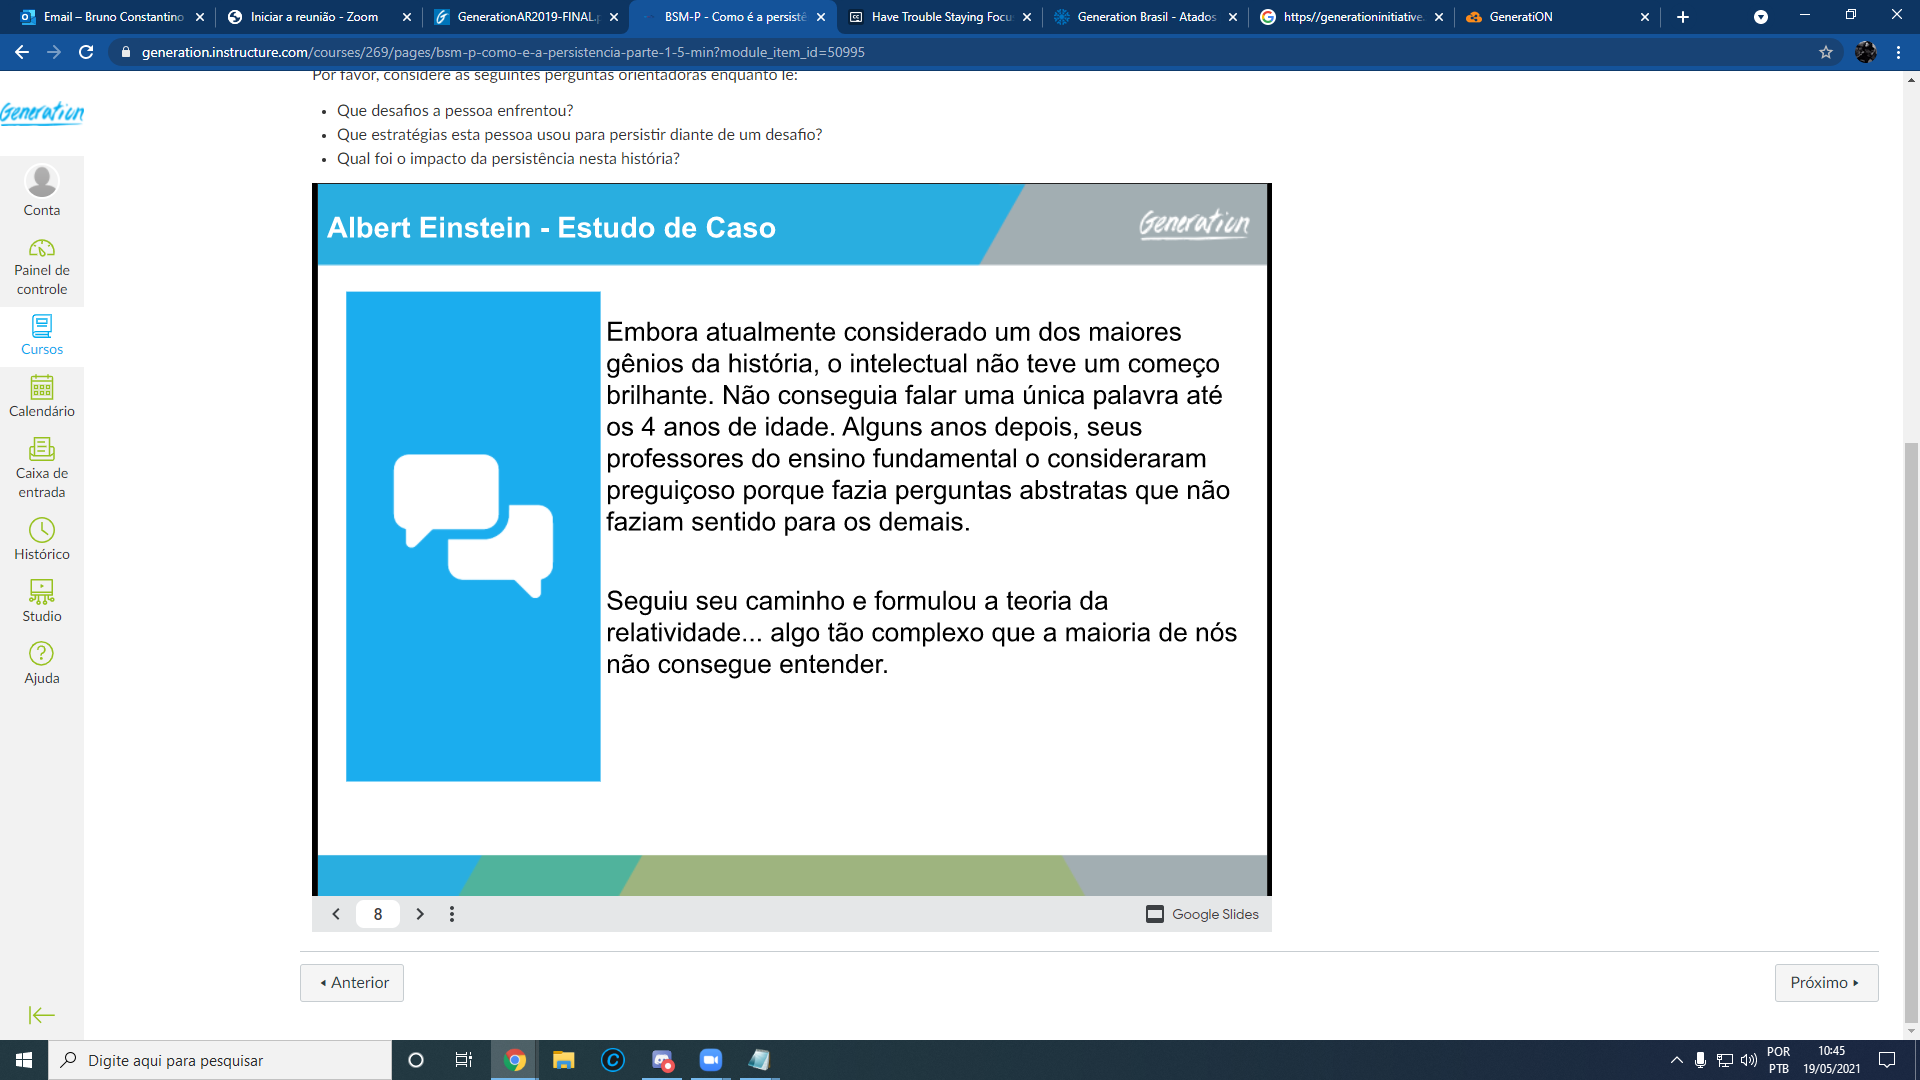 Email – Bruno Constantino
Iniciar a reunião - Zoom
GenerationAR2019-FINAL.p
BSM-P - Como é a persistê
Have Trouble Staying Focu
Generation Brasil - Atados
https//generationinitiative.
GeneratiON
generation.instructure.com/courses/269/pages/bsm-p-como-e-a-persistencia-parte-1-5-min?module_item_id=50995
Por favor, considere as seguintes perguntas orientadoras enquanto lê:
Generation
• Que desafios a pessoa enfrentou?
• Que estratégias esta pessoa usou para persistir diante de um desafio?
• Qual foi o impacto da persistência nesta história?
Conta
Painel de
controle
Cursos
Calendário
Caixa de
entrada
Histórico
Studio
Ajuda
Albert Einstein - Estudo de Caso
Generation
Embora atualmente considerado um dos maiores
gênios da história, o intelectual não teve um começo
brilhante. Não conseguia falar uma única palavra até
os 4 anos de idade. Alguns anos depois, seus
professores do ensino fundamental o consideraram
preguiçoso porque fazia perguntas abstratas que não
faziam sentido para os demais.
Seguiu seu caminho e formulou a teoria da
relatividade... algo tão complexo que a maioria de nós
não consegue entender.
8
Google Slides
Anterior
Próximo
Digite aqui para pesquisar
POR
PTB
10:45
19/05/2021